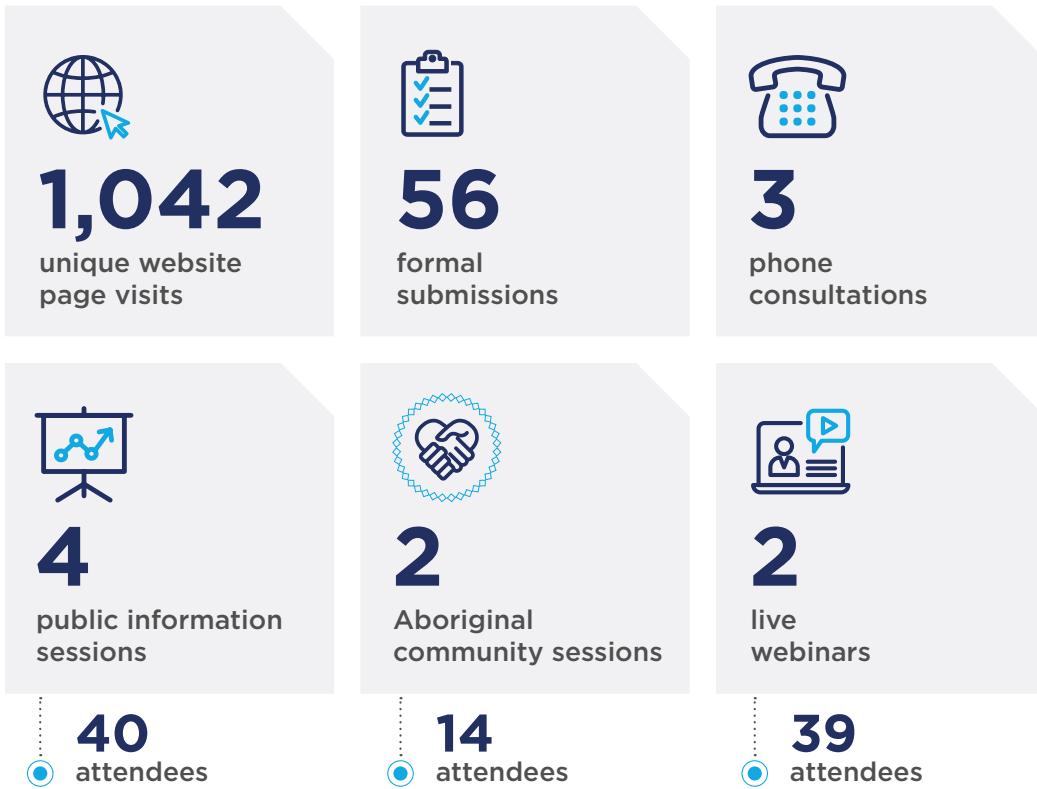 1,042
unique website
page visits
56
formal
submissions
3
phone
consultations
4
public information
sessions
40
attendees
2
Aboriginal
community sessions
14
attendees
2
live
webinars
39
attendees